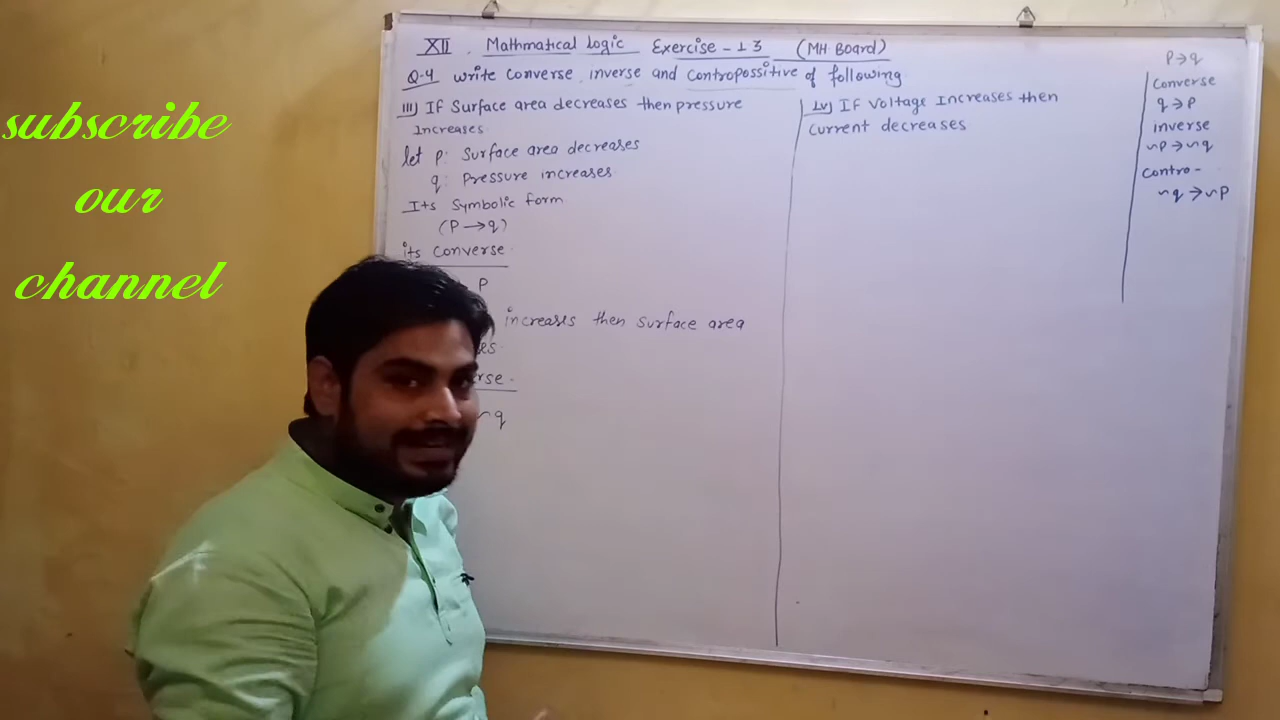 subscribe
our
channel
XII . Mathmatical Logic Exercise - 1 3 (MH Board)
Q-4 write converse, inverse and contropossitive of following
III) IF Surface area decreases then pressure
Increases.
let p: Surface area decreases
q: Pressure increases
Its Symbolic form
(P → q)
its converse
P
increases then surface area
es.
rse.
~q
IV) IF Voltage Increases then
current decreases
P → q
Converse
q → P
inverse
~P → ~q
contro-
~q → ~P